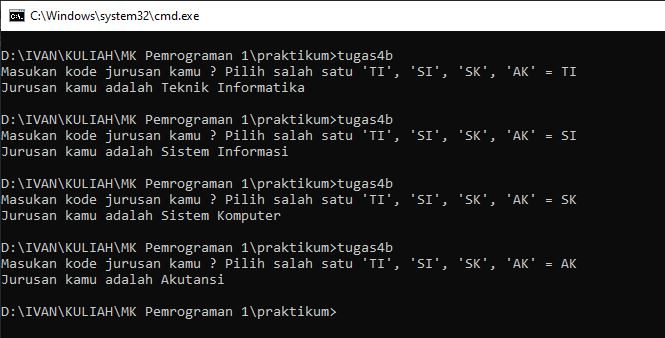 C:\Windows\system32\cmd.exe
D:\IVAN\KULIAH\MK Pemrograman 1\praktikum>tugas4b
Masukan kode jurusan kamu ? Pilih salah satu 'TI', 'SI', 'SK', 'AK' = TI
Jurusan kamu adalah Teknik Informatika
D:\IVAN\KULIAH\MK Pemrograman 1\praktikum>tugas4b
Masukan kode jurusan kamu ? Pilih salah satu 'TI', 'SI', 'SK', 'AK' = SI
Jurusan kamu adalah Sistem Informasi
D:\IVAN\KULIAH\MK Pemrograman 1\praktikum>tugas4b
Masukan kode jurusan kamu ? Pilih salah satu 'TI', 'SI', 'SK', 'AK' = SK
Jurusan kamu adalah Sistem Komputer
D:\IVAN\KULIAH\MK Pemrograman 1\praktikum>tugas4b
Masukan kode jurusan kamu ? Pilih salah satu 'TI', 'SI', 'SK', 'AK' = AK
Jurusan kamu adalah Akutansi
D:\IVAN\KULIAH\MK Pemrograman 1\praktikum>